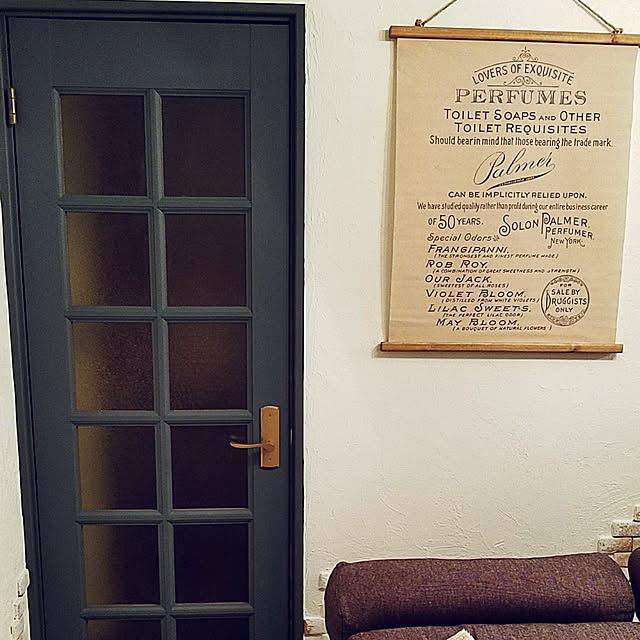 LOVERS OF EXQUISITE
PERFUMES
TOILET SOAPS AND OTHER
TOILET REQUISITES
Should bear in mind that those bearing the trade mark,
Palmer
CAN BE IMPLICITLY RELIED UPON.
We have studied quality rather than profit during our entire business career
OF 50 YEARS.
SOLON PALMER,
PERFUMER,
NEW YORK.
Special Odors
FRANGIPANNI,
(THE STRONGEST AND FINEST PERFUME MADE)
ROB ROY,
(A COMBINATION OF GREAT SWEETNESS AND STRENGTH)
OUR JACK,
(SWEETEST OF ALL ROSES)
VIOLET BLOOM,
(DISTILLED FROM WHITE VIOLETS)
LILAC SWEETS,
(THE PERFECT LILAC ODOR)
MAY BLOOM,
(A BOUQUET OF NATURAL FLOWERS)
FOR
SALE BY
DRUGGISTS
ONLY